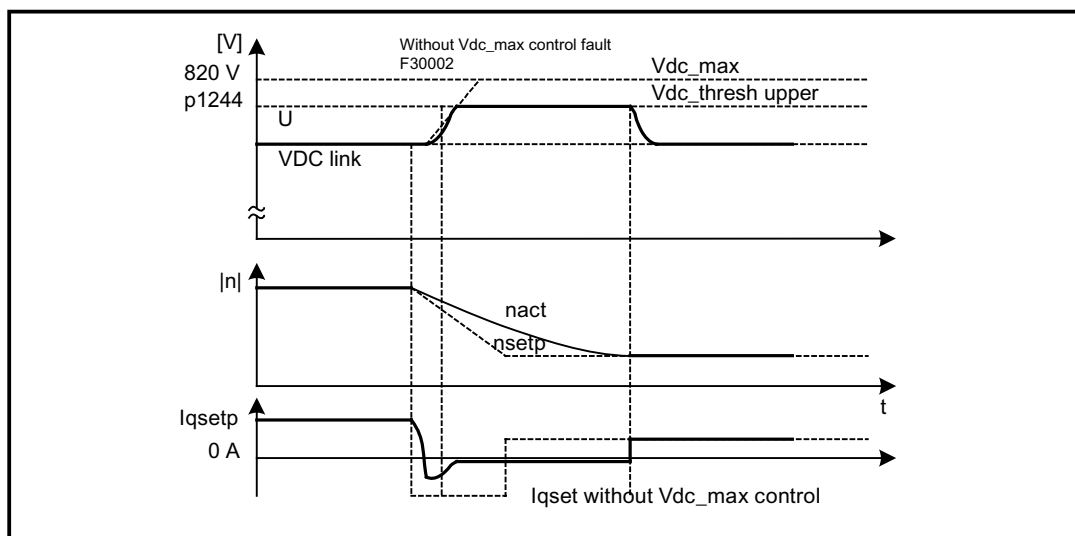 [V]
Without Vdc_max control fault
F30002
820 V
Vdc_max
p1244
Vdc_thresh upper
U
VDC link
|n|
nact
nsetp
t
Iqsetp
0 A
Iqset without Vdc_max control